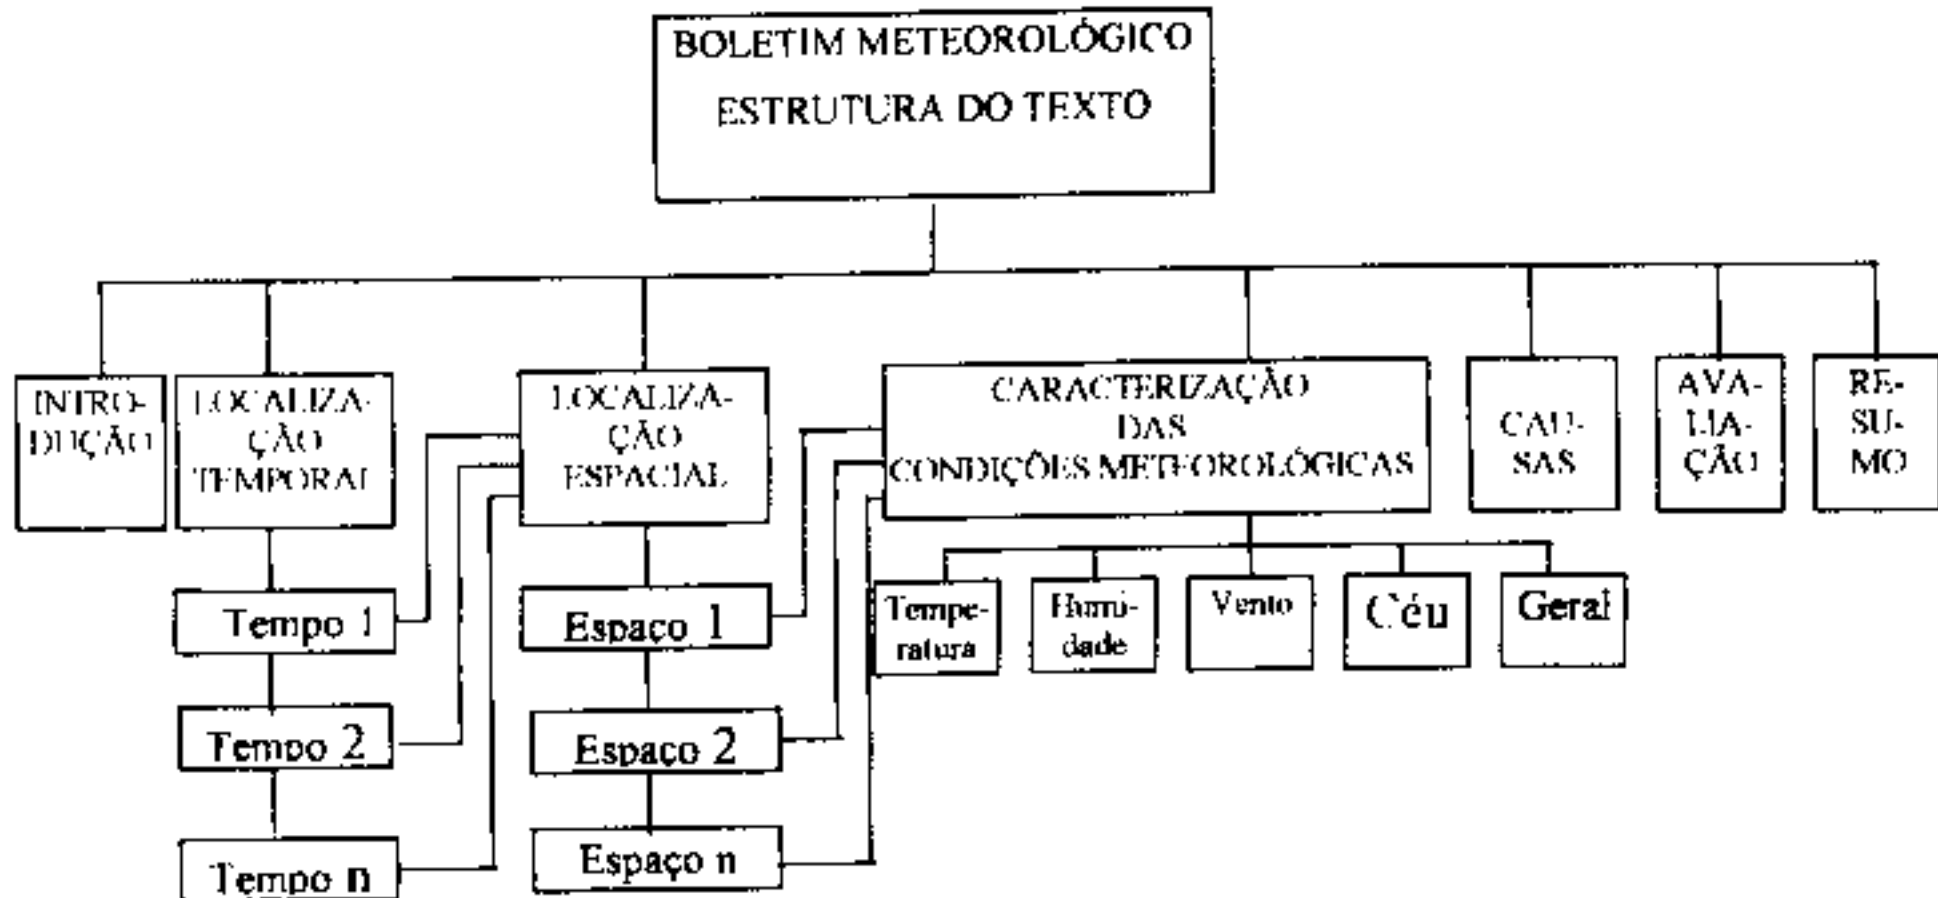 BOLETIM METEOROLÓGICO
ESTRUTURA DO TEXTO
INTRO-
DUÇÃO
LOCALIZA-
ÇÃO
TEMPORAL
LOCALIZA-
ÇÃO
ESPACIAL
CARACTERIZAÇÃO
DAS
CONDIÇÕES METEOROLÓGICAS
CAU-
SAS
AVA-
LIA-
ÇÃO
RE-
SU-
MO
Tempo 1
Tempo 2
Tempo n
Espaço 1
Espaço 2
Espaço n
Tempe-
ratura
Humi-
dade
Vento
Céu
Geral